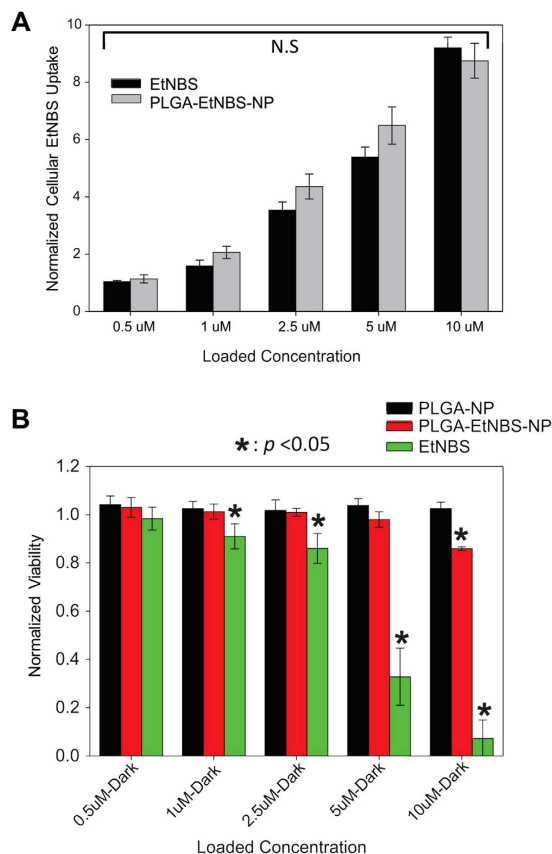 A
N.S
EtNBS
PLGA-EtNBS-NP
Normalized Cellular EtNBS Uptake
10
8
6
4
2
0
0.5 uM
1 uM
2.5 uM
5 uM
10 uM
Loaded Concentration
B
PLGA-NP
PLGA-EtNBS-NP
EtNBS
* : p <0.05
Normalized Viability
1.2
1.0
0.8
0.6
0.4
0.2
0.0
*
*
*
*
*
0.5uM-Dark
1uM-Dark
2.5uM-Dark
5uM-Dark
10uM-Dark
Loaded Concentration